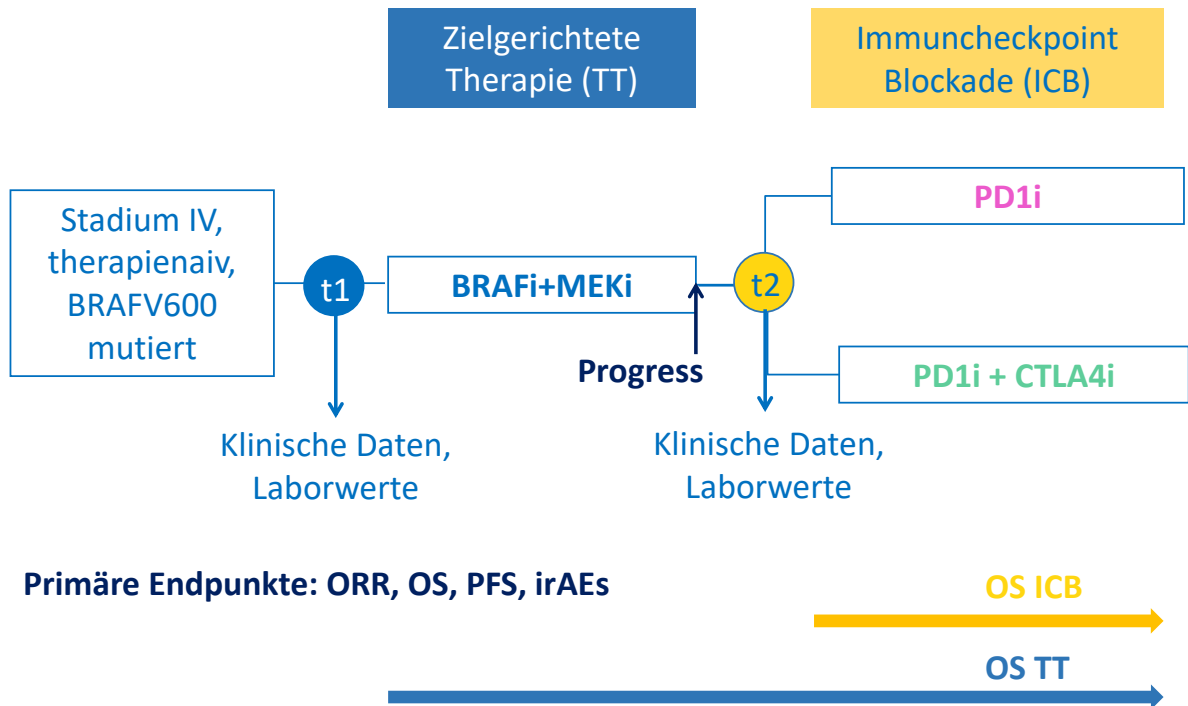 Zielgerichtete
Therapie (TT)
Immuncheckpoint
Blockade (ICB)
Stadium IV,
therapienaiv,
BRAFV600
mutiert
t1
BRAFi+MEKi
t2
PD1i
Progress
PD1i + CTLA4i
Klinische Daten,
Laborwerte
Klinische Daten,
Laborwerte
Primäre Endpunkte: ORR, OS, PFS, irAEs
OS ICB
OS TT